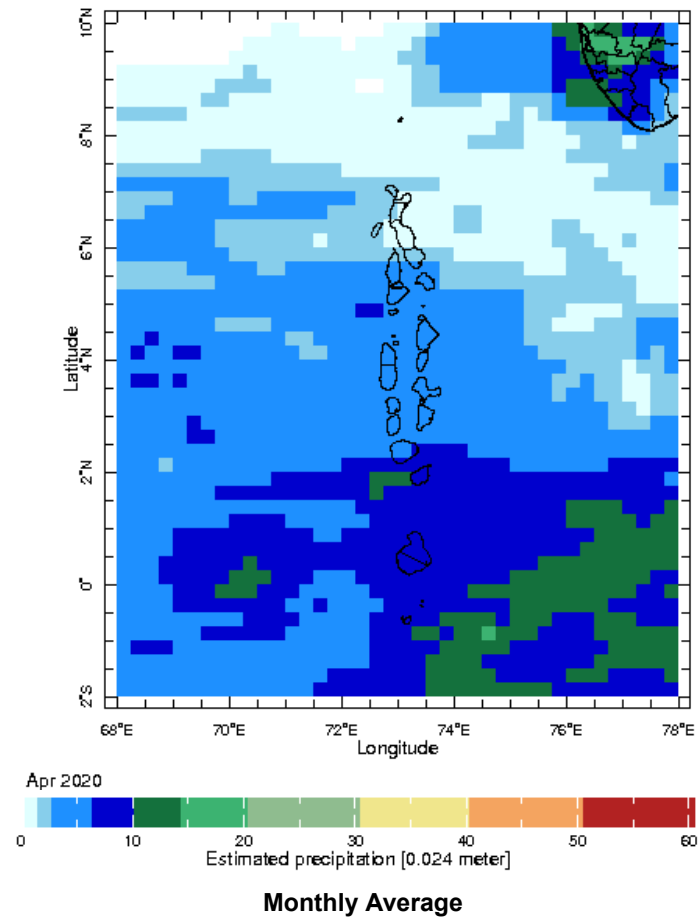 10°N
8°N
6°N
4°N
2°N
0°
2°S
Latitude
68°E 70°E 72°E 74°E 76°E 78°E
Longitude
Apr 2020
0 10 20 30 40 50 60
Estimated precipitation [0.024 meter]
Monthly Average